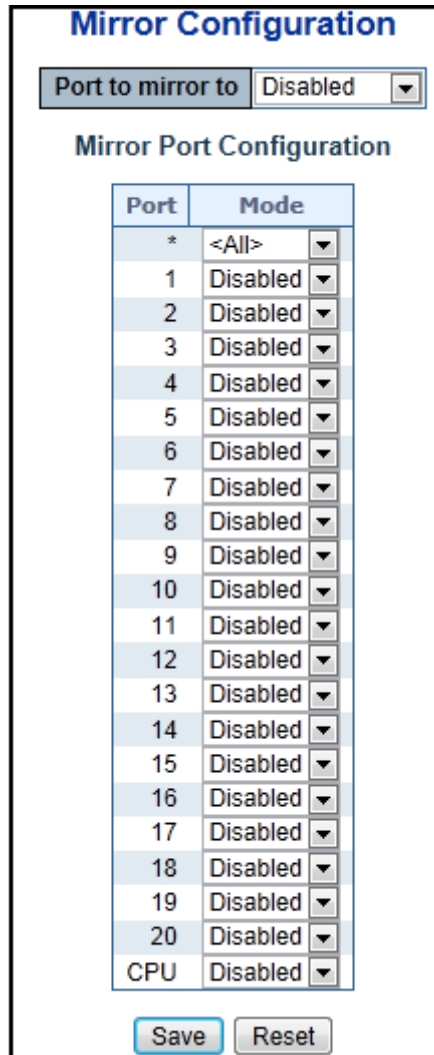 Mirror Configuration
Port to mirror to Disabled
Mirror Port Configuration
Port Mode
* <All>
1 Disabled
2 Disabled
3 Disabled
4 Disabled
5 Disabled
6 Disabled
7 Disabled
8 Disabled
9 Disabled
10 Disabled
11 Disabled
12 Disabled
13 Disabled
14 Disabled
15 Disabled
16 Disabled
17 Disabled
18 Disabled
19 Disabled
20 Disabled
CPU Disabled
Save Reset